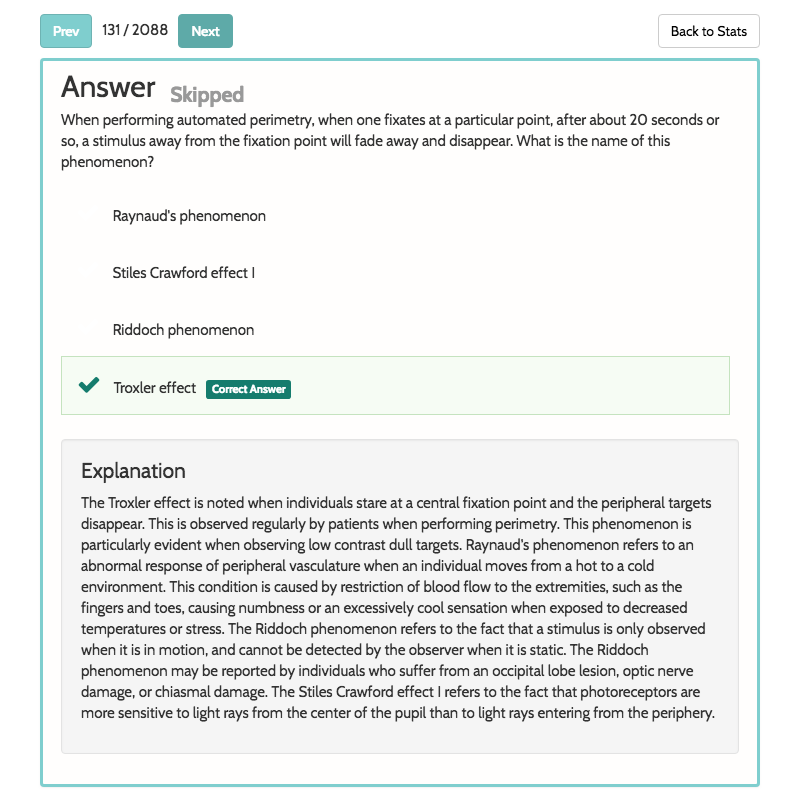 Prev 131 / 2088 Next Back to Stats
Answer Skipped
When performing automated perimetry, when one fixates at a particular point, after about 20 seconds or
so, a stimulus away from the fixation point will fade away and disappear. What is the name of this
phenomenon?
Raynaud's phenomenon
Stiles Crawford effect I
Riddoch phenomenon
Troxler effect Correct Answer
Explanation
The Troxler effect is noted when individuals stare at a central fixation point and the peripheral targets
disappear. This is observed regularly by patients when performing perimetry. This phenomenon is
particularly evident when observing low contrast dull targets. Raynaud's phenomenon refers to an
abnormal response of peripheral vasculature when an individual moves from a hot to a cold
environment. This condition is caused by restriction of blood flow to the extremities, such as the
fingers and toes, causing numbness or an excessively cool sensation when exposed to decreased
temperatures or stress. The Riddoch phenomenon refers to the fact that a stimulus is only observed
when it is in motion, and cannot be detected by the observer when it is static. The Riddoch
phenomenon may be reported by individuals who suffer from an occipital lobe lesion, optic nerve
damage, or chiasmal damage. The Stiles Crawford effect I refers to the fact that photoreceptors are
more sensitive to light rays from the center of the pupil than to light rays entering from the periphery.